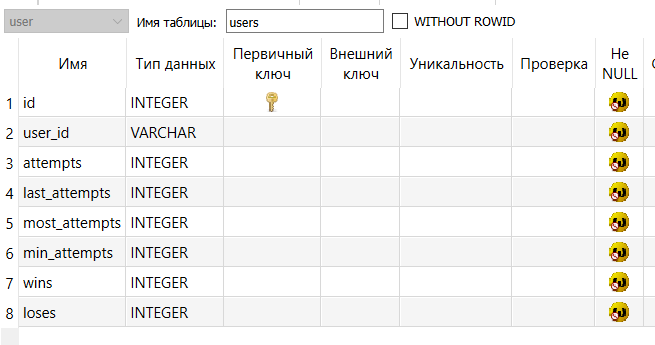 user Имя таблицы: users WITHOUT ROWID
Имя Тип данных Первичный ключ Внешний ключ Уникальность Проверка Не NULL
1 id INTEGER
2 user_id VARCHAR
3 attempts INTEGER
4 last_attempts INTEGER
5 most_attempts INTEGER
6 min_attempts INTEGER
7 wins INTEGER
8 loses INTEGER